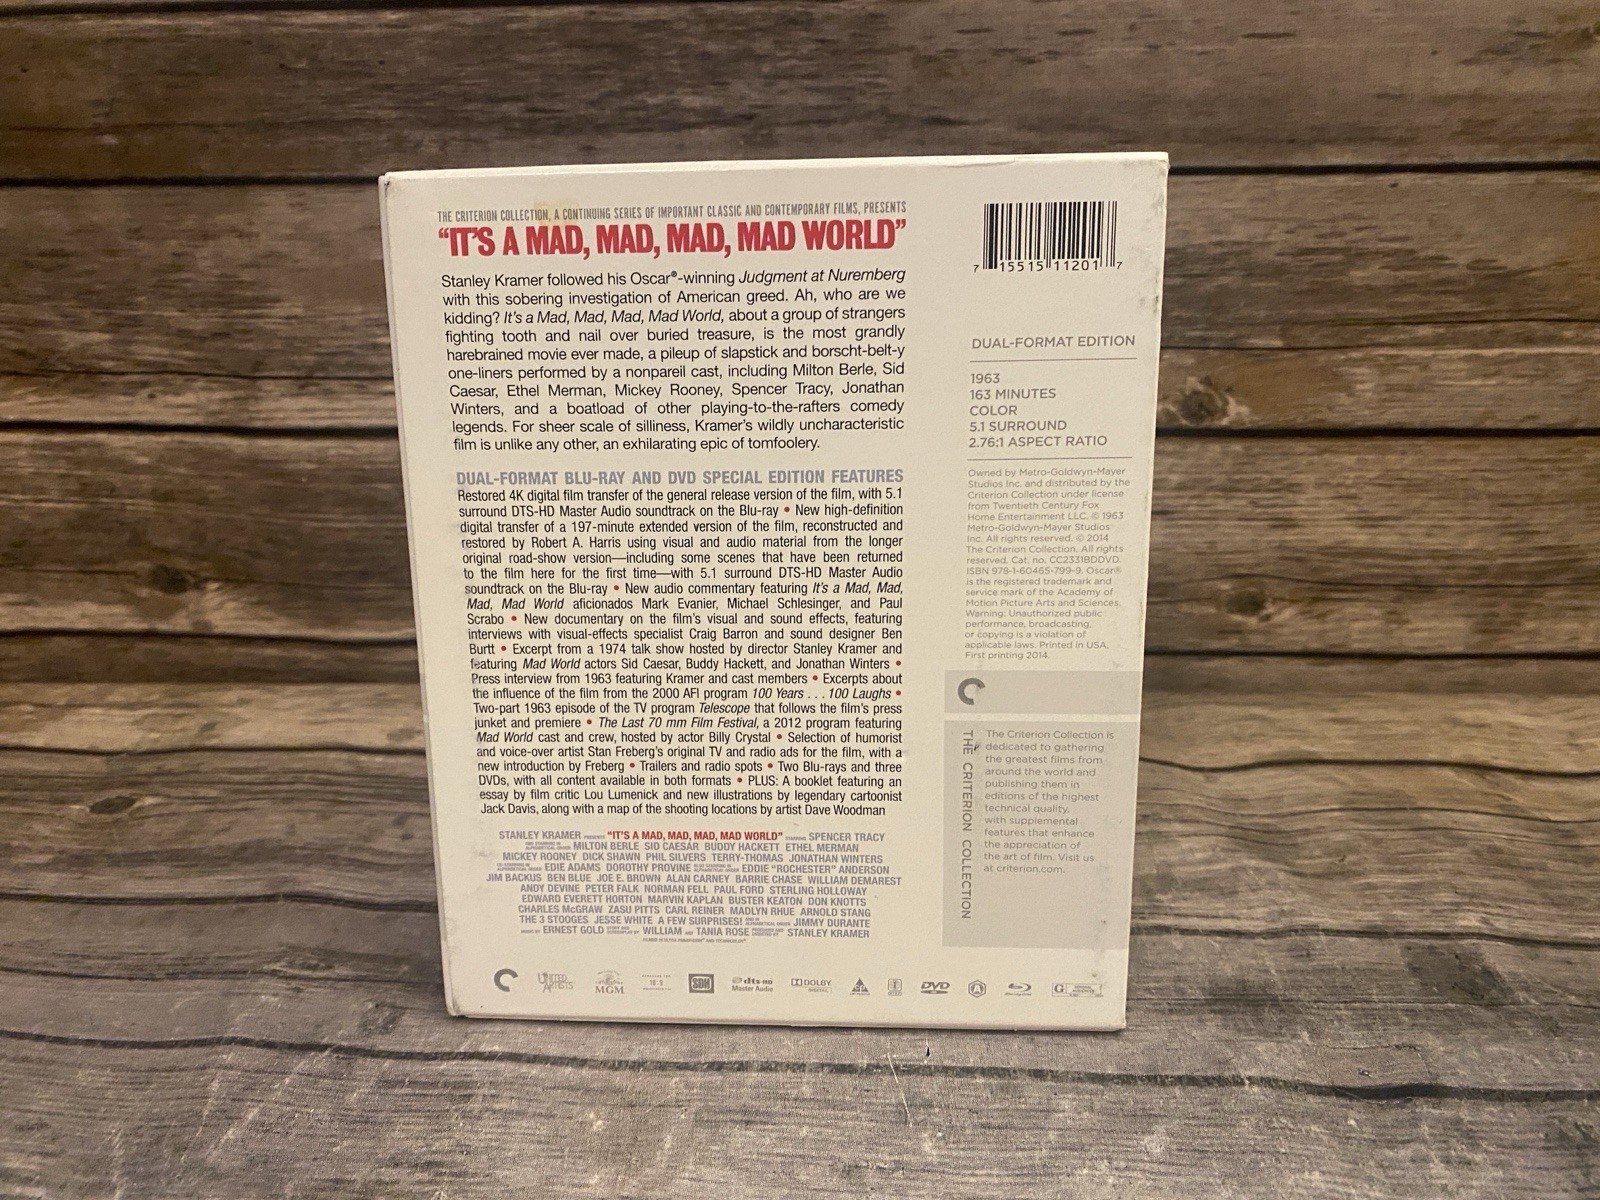 THE CRITERION COLLECTION, A CONTINUING SERIES OF IMPORTANT CLASSIC AND CONTEMPORARY FILMS, PRESENTS
“IT’S A MAD, MAD, MAD, MAD WORLD”
Stanley Kramer followed his Oscar®-winning Judgment at Nuremberg
with this sobering investigation of American greed. Ah, who are we
kidding? It’s a Mad, Mad, Mad, Mad World, about a group of strangers
fighting tooth and nail over buried treasure, is the most grandly
harebrained movie ever made, a pileup of slapstick and borscht-belt-y
one-liners performed by a nonpareil cast, including Milton Berle, Sid
Caesar, Ethel Merman, Mickey Rooney, Spencer Tracy, Jonathan
Winters, and a boatload of other playing-to-the-rafters comedy
legends. For sheer scale of silliness, Kramer’s wildly uncharacteristic
film is unlike any other, an exhilarating epic of tomfoolery.
DUAL-FORMAT BLU-RAY AND DVD SPECIAL EDITION FEATURES
Restored 4K digital film transfer of the general release version of the film, with 5.1
surround DTS-HD Master Audio soundtrack on the Blu-ray • New high-definition
digital transfer of a 197-minute extended version of the film, reconstructed and
restored by Robert A. Harris using visual and audio material from the longer
original road-show version—including some scenes that have been returned
to the film here for the first time—with 5.1 surround DTS-HD Master Audio
soundtrack on the Blu-ray • New audio commentary featuring It’s a Mad, Mad,
Mad, Mad World aficionados Mark Evanier, Michael Schlesinger, and Paul
Scrabo • New documentary on the film’s visual and sound effects, featuring
interviews with visual-effects specialist Craig Barron and sound designer Ben
Burtt • Excerpt from a 1974 talk show hosted by director Stanley Kramer and
featuring Mad World actors Sid Caesar, Buddy Hackett, and Jonathan Winters •
Press interview from 1963 featuring Kramer and cast members • Excerpts about
the influence of the film from the 2000 AFI program 100 Years . . . 100 Laughs •
Two-part 1963 episode of the TV program Telescope that follows the film’s press
junket and premiere • The Last 70 mm Film Festival, a 2012 program featuring
Mad World cast and crew, hosted by actor Billy Crystal • Selection of humorist
and voice-over artist Stan Freberg’s original TV and radio ads for the film, with a
new introduction by Freberg • Trailers and radio spots • Two Blu-rays and three
DVDs, with all content available in both formats • PLUS: A booklet featuring an
essay by film critic Lou Lumenick and new illustrations by legendary cartoonist
Jack Davis, along with a map of the shooting locations by artist Dave Woodman
STANLEY KRAMER “IT’S A MAD, MAD, MAD, MAD WORLD” SPENCER TRACY
MILTON BERLE SID CAESAR BUDDY HACKETT ETHEL MERMAN
MICKEY ROONEY DICK SHAWN PHIL SILVERS TERRY-THOMAS JONATHAN WINTERS
EDIE ADAMS DOROTHY PROVINE EDDIE “ROCHESTER” ANDERSON
JIM BACKUS BEN BLUE JOE E. BROWN ALAN CARNEY BARRIE CHASE WILLIAM DEMAREST
ANDY DEVINE PETER FALK NORMAN FELL PAUL FORD STERLING HOLLOWAY
EDWARD EVERETT HORTON MARVIN KAPLAN BUSTER KEATON DON KNOTTS
CHARLES McGRAW ZASU PITTS CARL REINER MADLYN RHUE ARNOLD STANG
THE 3 STOOGES JESSE WHITE A FEW SURPRISES! JIMMY DURANTE
ERNEST GOLD WILLIAM AND TANIA ROSE STANLEY KRAMER
UNITED ARTISTS MGM SDH dts-HD Master Audio DOLBY DIGITAL DVD A G
7 15515 11201 7
DUAL-FORMAT EDITION
1963
163 MINUTES
COLOR
5.1 SURROUND
2.76:1 ASPECT RATIO
Owned by Metro-Goldwyn-Mayer
Studios Inc. and distributed by the
Criterion Collection under license
from Twentieth Century Fox
Home Entertainment LLC. © 1963
Metro-Goldwyn-Mayer Studios
Inc. All rights reserved. © 2014
The Criterion Collection. All rights
reserved. Cat. no. CC2331BDDVD.
ISBN 978-1-60465-799-9. Oscar®
is the registered trademark and
service mark of the Academy of
Motion Picture Arts and Sciences.
Warning: Unauthorized public
performance, broadcasting,
or copying is a violation of
applicable laws. Printed in USA.
First printing 2014.
THE CRITERION COLLECTION
The Criterion Collection is
dedicated to gathering
the greatest films from
around the world and
publishing them in
editions of the highest
technical quality,
with supplemental
features that enhance
the appreciation of
the art of film. Visit us
at criterion.com.